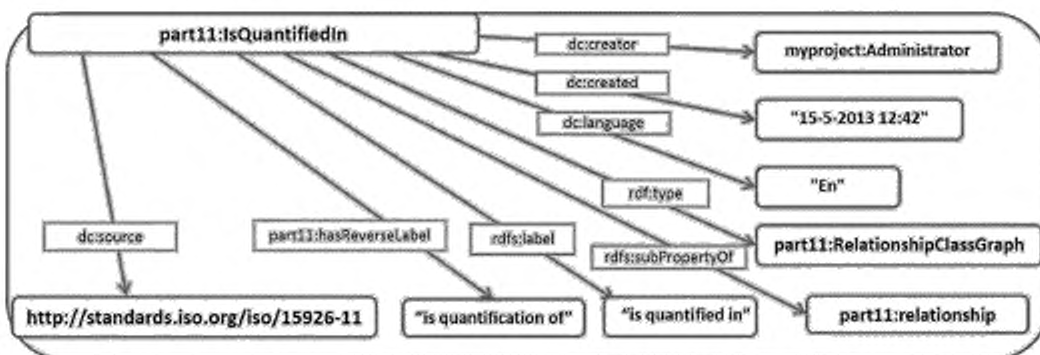 part11:IsQuantifiedIn
dc:creator
myproject:Administrator
dc:created
"15-5-2013 12:42"
dc:language
"En"
rdf:type
part11:RelationshipClassGraph
dc:source
part11:hasReverseLabel
rdfs:label
rdfs:subPropertyOf
http://standards.iso.org/iso/15926-11
"is quantification of"
"is quantified in"
part11:relationship